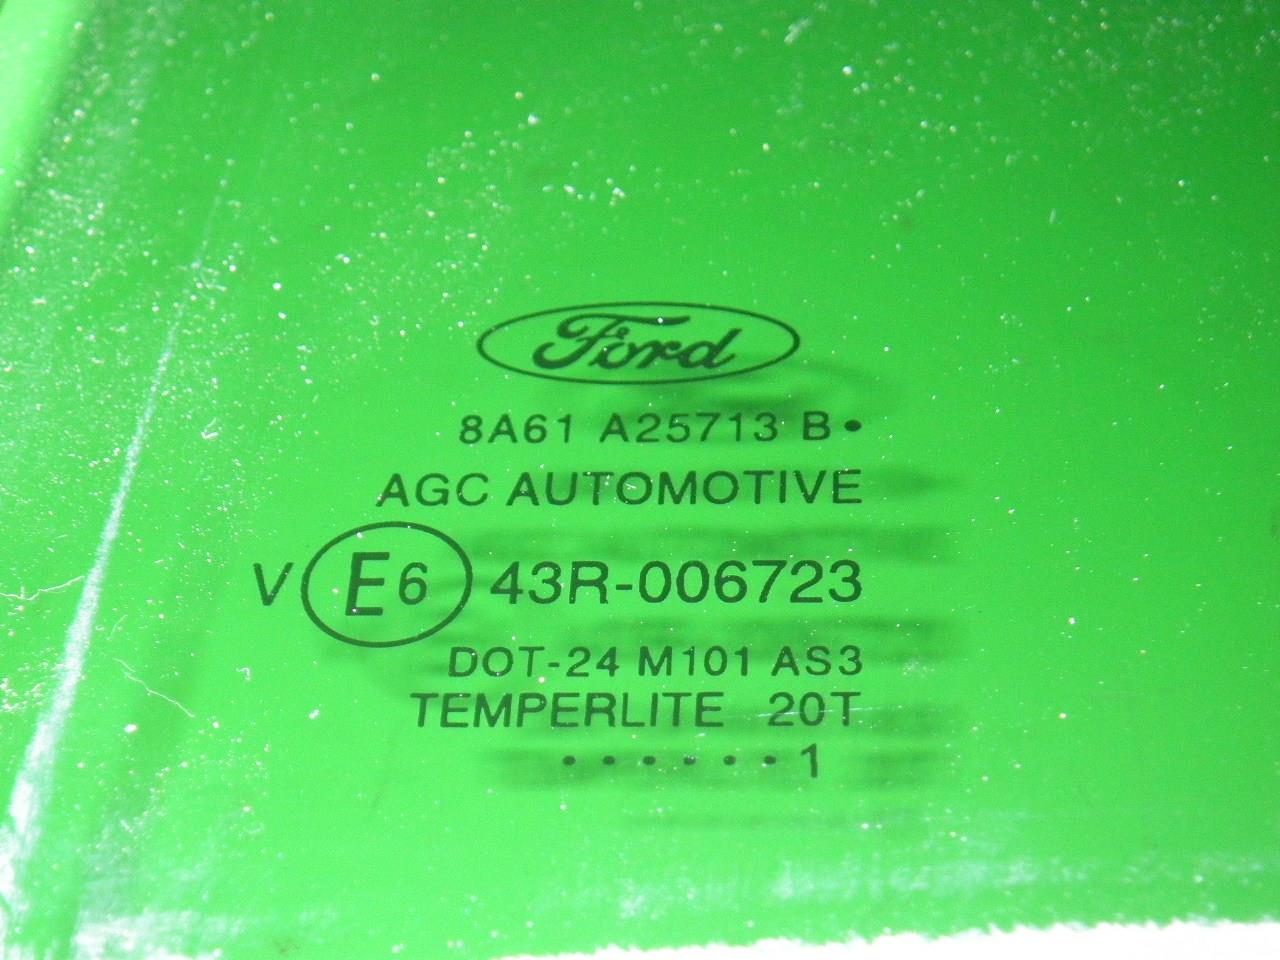 Ford
8A61 A25713 B•
AGC AUTOMOTIVE
V E6 43R-006723
DOT-24 M101 AS3
TEMPERLITE 20T
••••••1